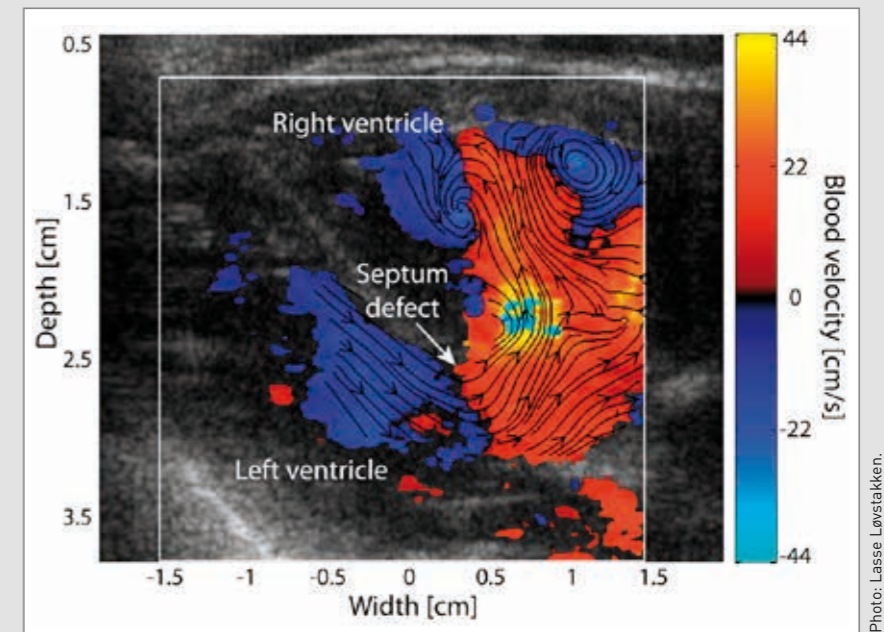 0.5
1.5
2.5
3.5
Depth [cm]
-1.5 -1 -0.5 0 0.5 1 1.5
Width [cm]
Right ventricle
Septum
defect
Left ventricle
44
22
0
-22
-44
Blood velocity [cm/s]
Photo: Lasse Løvstakken.